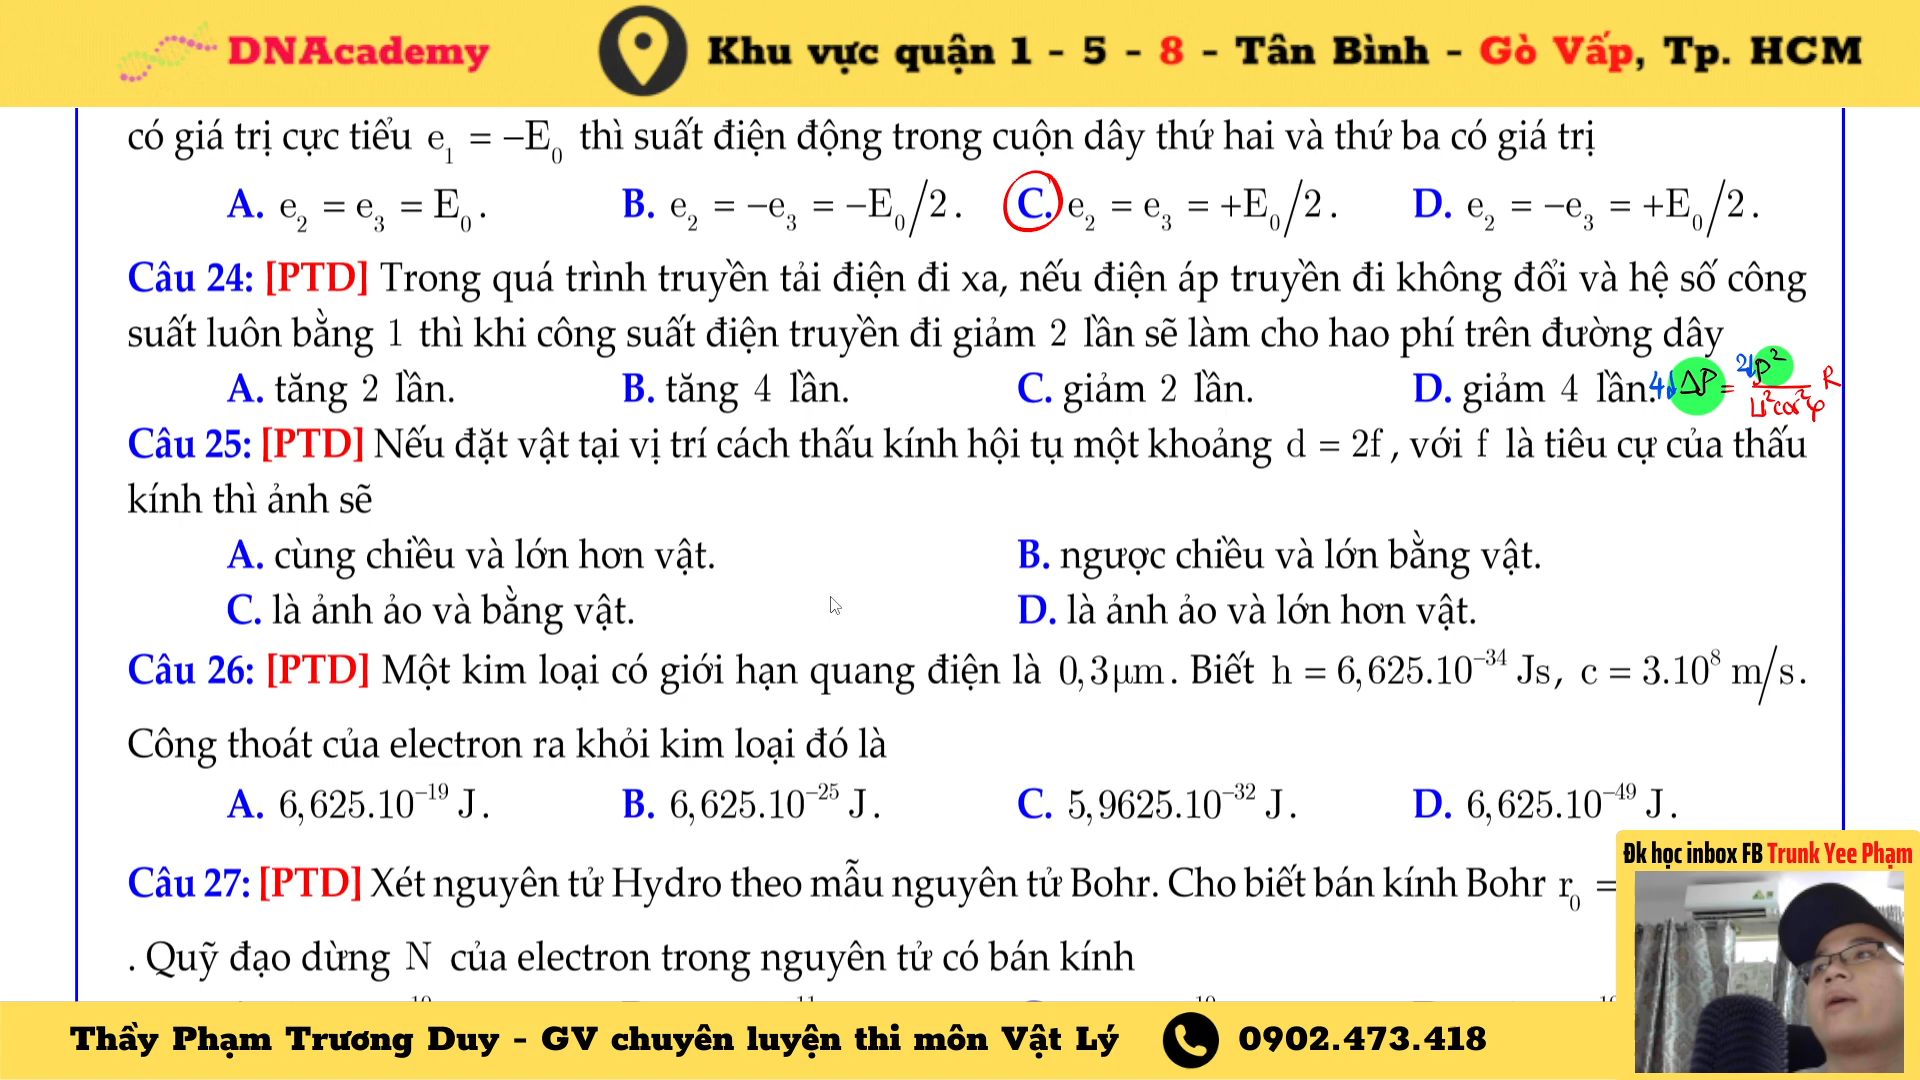 DNAcademy
Khu vực quận 1 - 5 - 8 - Tân Bình - Gò Vấp, Tp. HCM
có giá trị cực tiểu e₁ = –E₀ thì suất điện động trong cuộn dây thứ hai và thứ ba có giá trị
A. e₂ = e₃ = E₀. B. e₂ = –e₃ = –E₀/2. C. e₂ = e₃ = +E₀/2. D. e₂ = –e₃ = +E₀/2.
Câu 24: [PTD] Trong quá trình truyền tải điện đi xa, nếu điện áp truyền đi không đổi và hệ số công
suất luôn bằng 1 thì khi công suất điện truyền đi giảm 2 lần sẽ làm cho hao phí trên đường dây
A. tăng 2 lần. B. tăng 4 lần. C. giảm 2 lần. D. giảm 4 lần. 4↓ ΔP = 2↓P² / U²cos²φ R
Câu 25: [PTD] Nếu đặt vật tại vị trí cách thấu kính hội tụ một khoảng d = 2f, với f là tiêu cự của thấu
kính thì ảnh sẽ
A. cùng chiều và lớn hơn vật. B. ngược chiều và lớn bằng vật.
C. là ảnh ảo và bằng vật. D. là ảnh ảo và lớn hơn vật.
Câu 26: [PTD] Một kim loại có giới hạn quang điện là 0,3μm. Biết h = 6,625.10⁻³⁴ Js, c = 3.10⁸ m/s.
Công thoát của electron ra khỏi kim loại đó là
A. 6,625.10⁻¹⁹ J. B. 6,625.10⁻²⁵ J. C. 5,9625.10⁻³² J. D. 6,625.10⁻⁴⁹ J.
Câu 27: [PTD] Xét nguyên tử Hydro theo mẫu nguyên tử Bohr. Cho biết bán kính Bohr r₀ =
. Quỹ đạo dừng N của electron trong nguyên tử có bán kính
Đk học inbox FB Trunk Yee Phạm
Thầy Phạm Trương Duy - GV chuyên luyện thi môn Vật Lý 0902.473.418